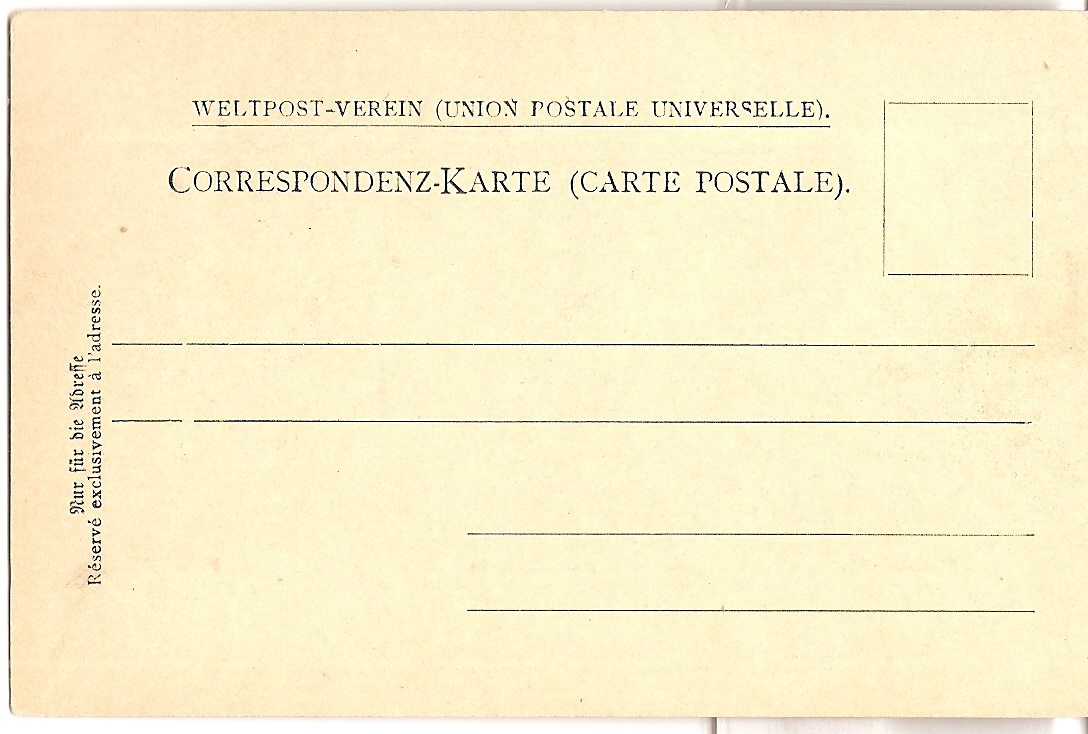 WELTPOST-VEREIN (UNION POSTALE UNIVERSELLE).
CORRESPONDENZ-KARTE (CARTE POSTALE).
Nur für die Adresse
Réservé exclusivement à l'adresse.